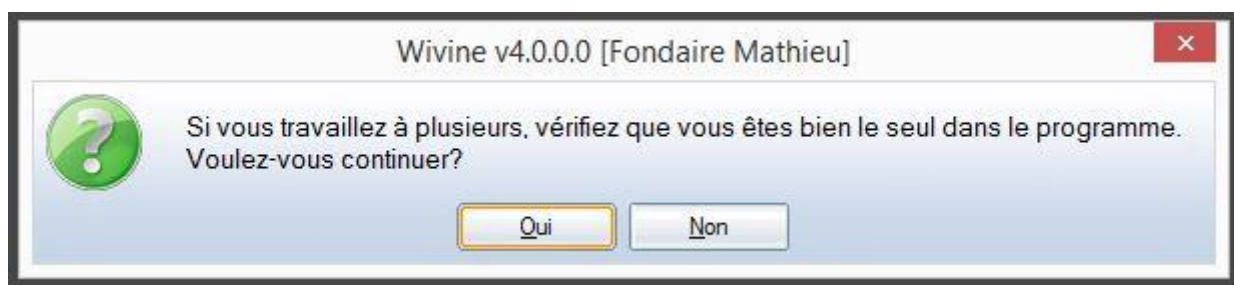 Wivine v4.0.0.0 [Fondaire Mathieu]
Si vous travaillez à plusieurs, vérifiez que vous êtes bien le seul dans le programme.
Voulez-vous continuer?
Oui Non